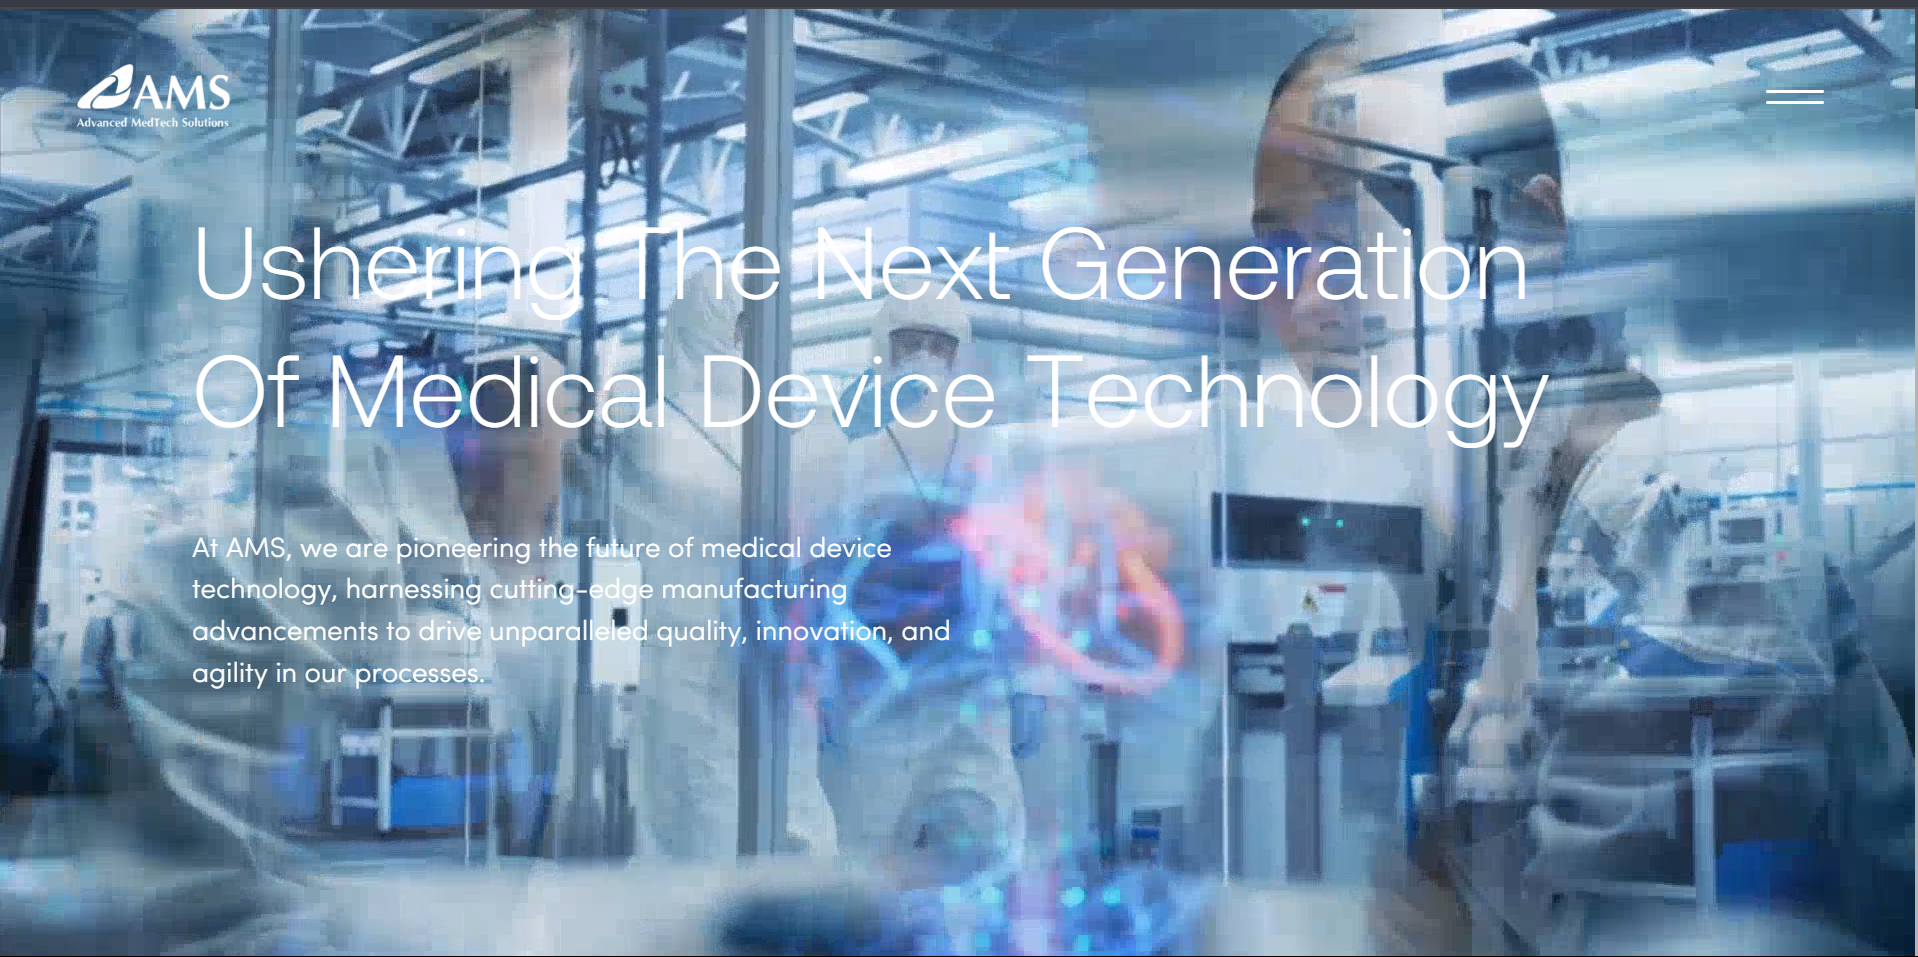 AMS
Advanced MedTech Solutions
Ushering The Next Generation
Of Medical Device Technology
At AMS, we are pioneering the future of medical device
technology, harnessing cutting-edge manufacturing
advancements to drive unparalleled quality, innovation, and
agility in our processes.